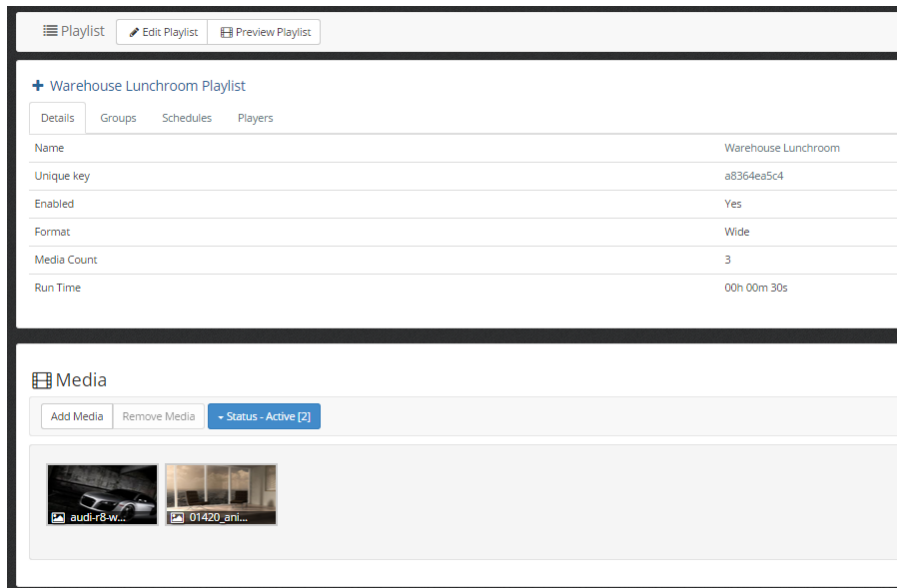 Playlist Edit Playlist Preview Playlist
Warehouse Lunchroom Playlist
Details Groups Schedules Players
Name Warehouse Lunchroom
Unique key a8364ea5c4
Enabled Yes
Format Wide
Media Count 3
Run Time 00h 00m 30s
Media
Add Media Remove Media Status - Active [2]
audi-r8-w... 01420_ani...